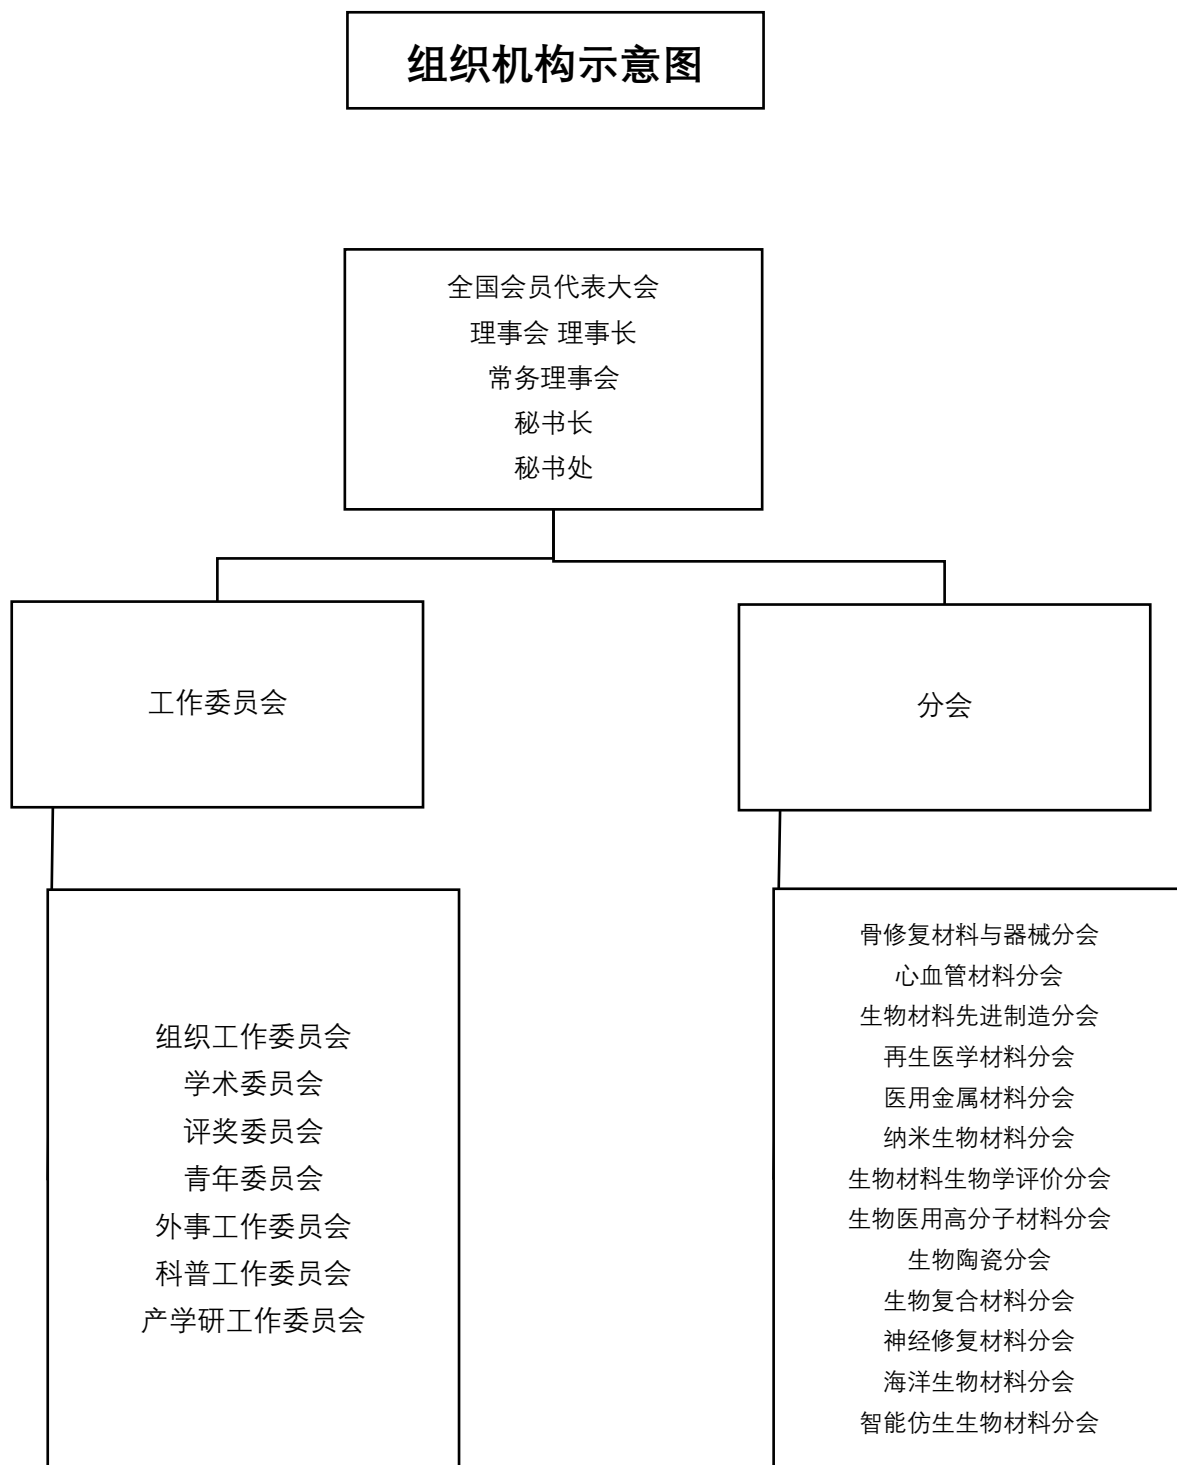 组织机构示意图
全国会员代表大会
理事会 理事长
常务理事会
秘书长
秘书处
工作委员会
分会
组织工作委员会
学术委员会
评奖委员会
青年委员会
外事工作委员会
科普工作委员会
产学研工作委员会
骨修复材料与器械分会
心血管材料分会
生物材料先进制造分会
再生医学材料分会
医用金属材料分会
纳米生物材料分会
生物材料生物学评价分会
生物医用高分子材料分会
生物陶瓷分会
生物复合材料分会
神经修复材料分会
海洋生物材料分会
智能仿生生物材料分会